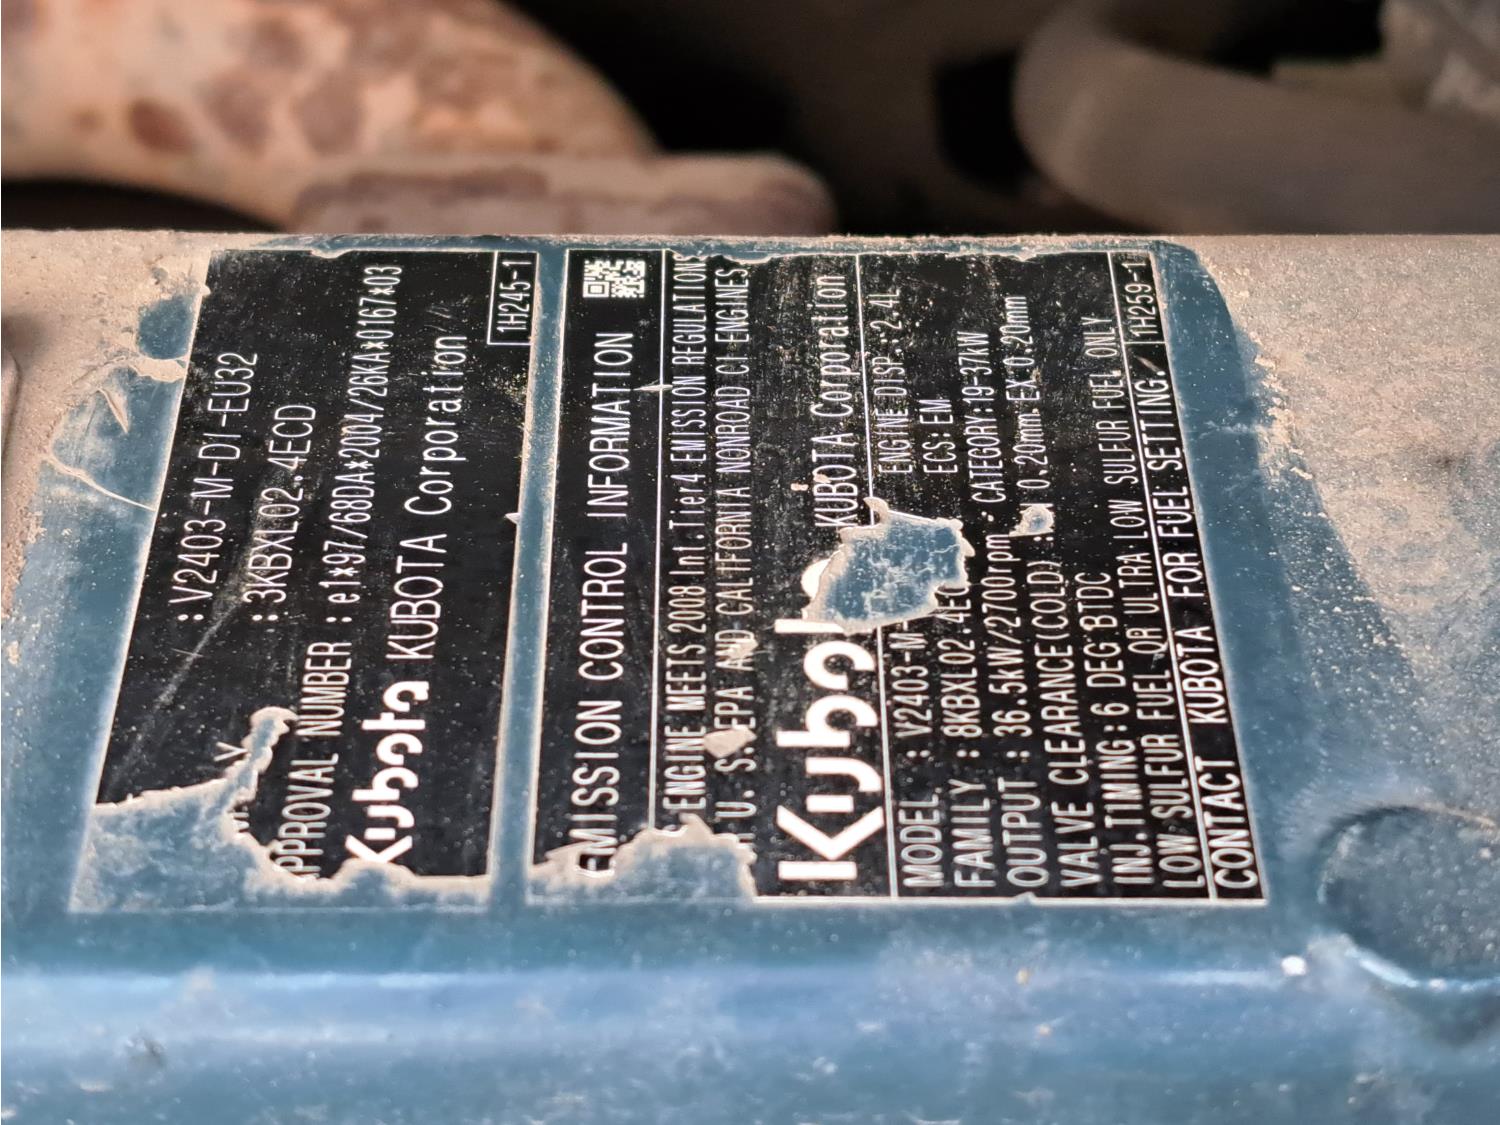 : V2403-M-DI-EU32
: 3KBXL02.4ECD
APPROVAL NUMBER : e1*97/68DA*2004/26KA*0167*03
Kubota KUBOTA Corporation
1H245-1
EMISSION CONTROL INFORMATION
ENGINE MEETS 2008 Int.Tier4 EMISSION REGULATION
U.S.EPA AND CALIFORNIA NONROAD CI ENGINES
Kubo KUBOTA Corporation
MODEL : V2403-M- ENGINE DISP.:2.4L
FAMILY : 8KBXL02.4EC ECS:EM
OUTPUT : 36.5kW/2700rpm CATEGORY:19-37kW
VALVE CLEARANCE(COLD) : 0.20mm EX.0.20mm
INJ.TIMING:6 DEG BTDC
LOW SULFUR FUEL OR ULTRA LOW SULFUR FUEL ONLY
CONTACT KUBOTA FOR FUEL SETTING. 1H259-1